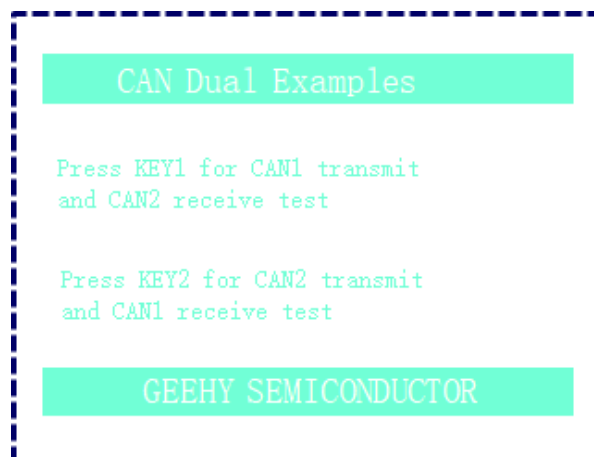 CAN Dual Examples
Press KEY1 for CAN1 transmit
and CAN2 receive test
Press KEY2 for CAN2 transmit
and CAN1 receive test
GEEHY SEMICONDUCTOR